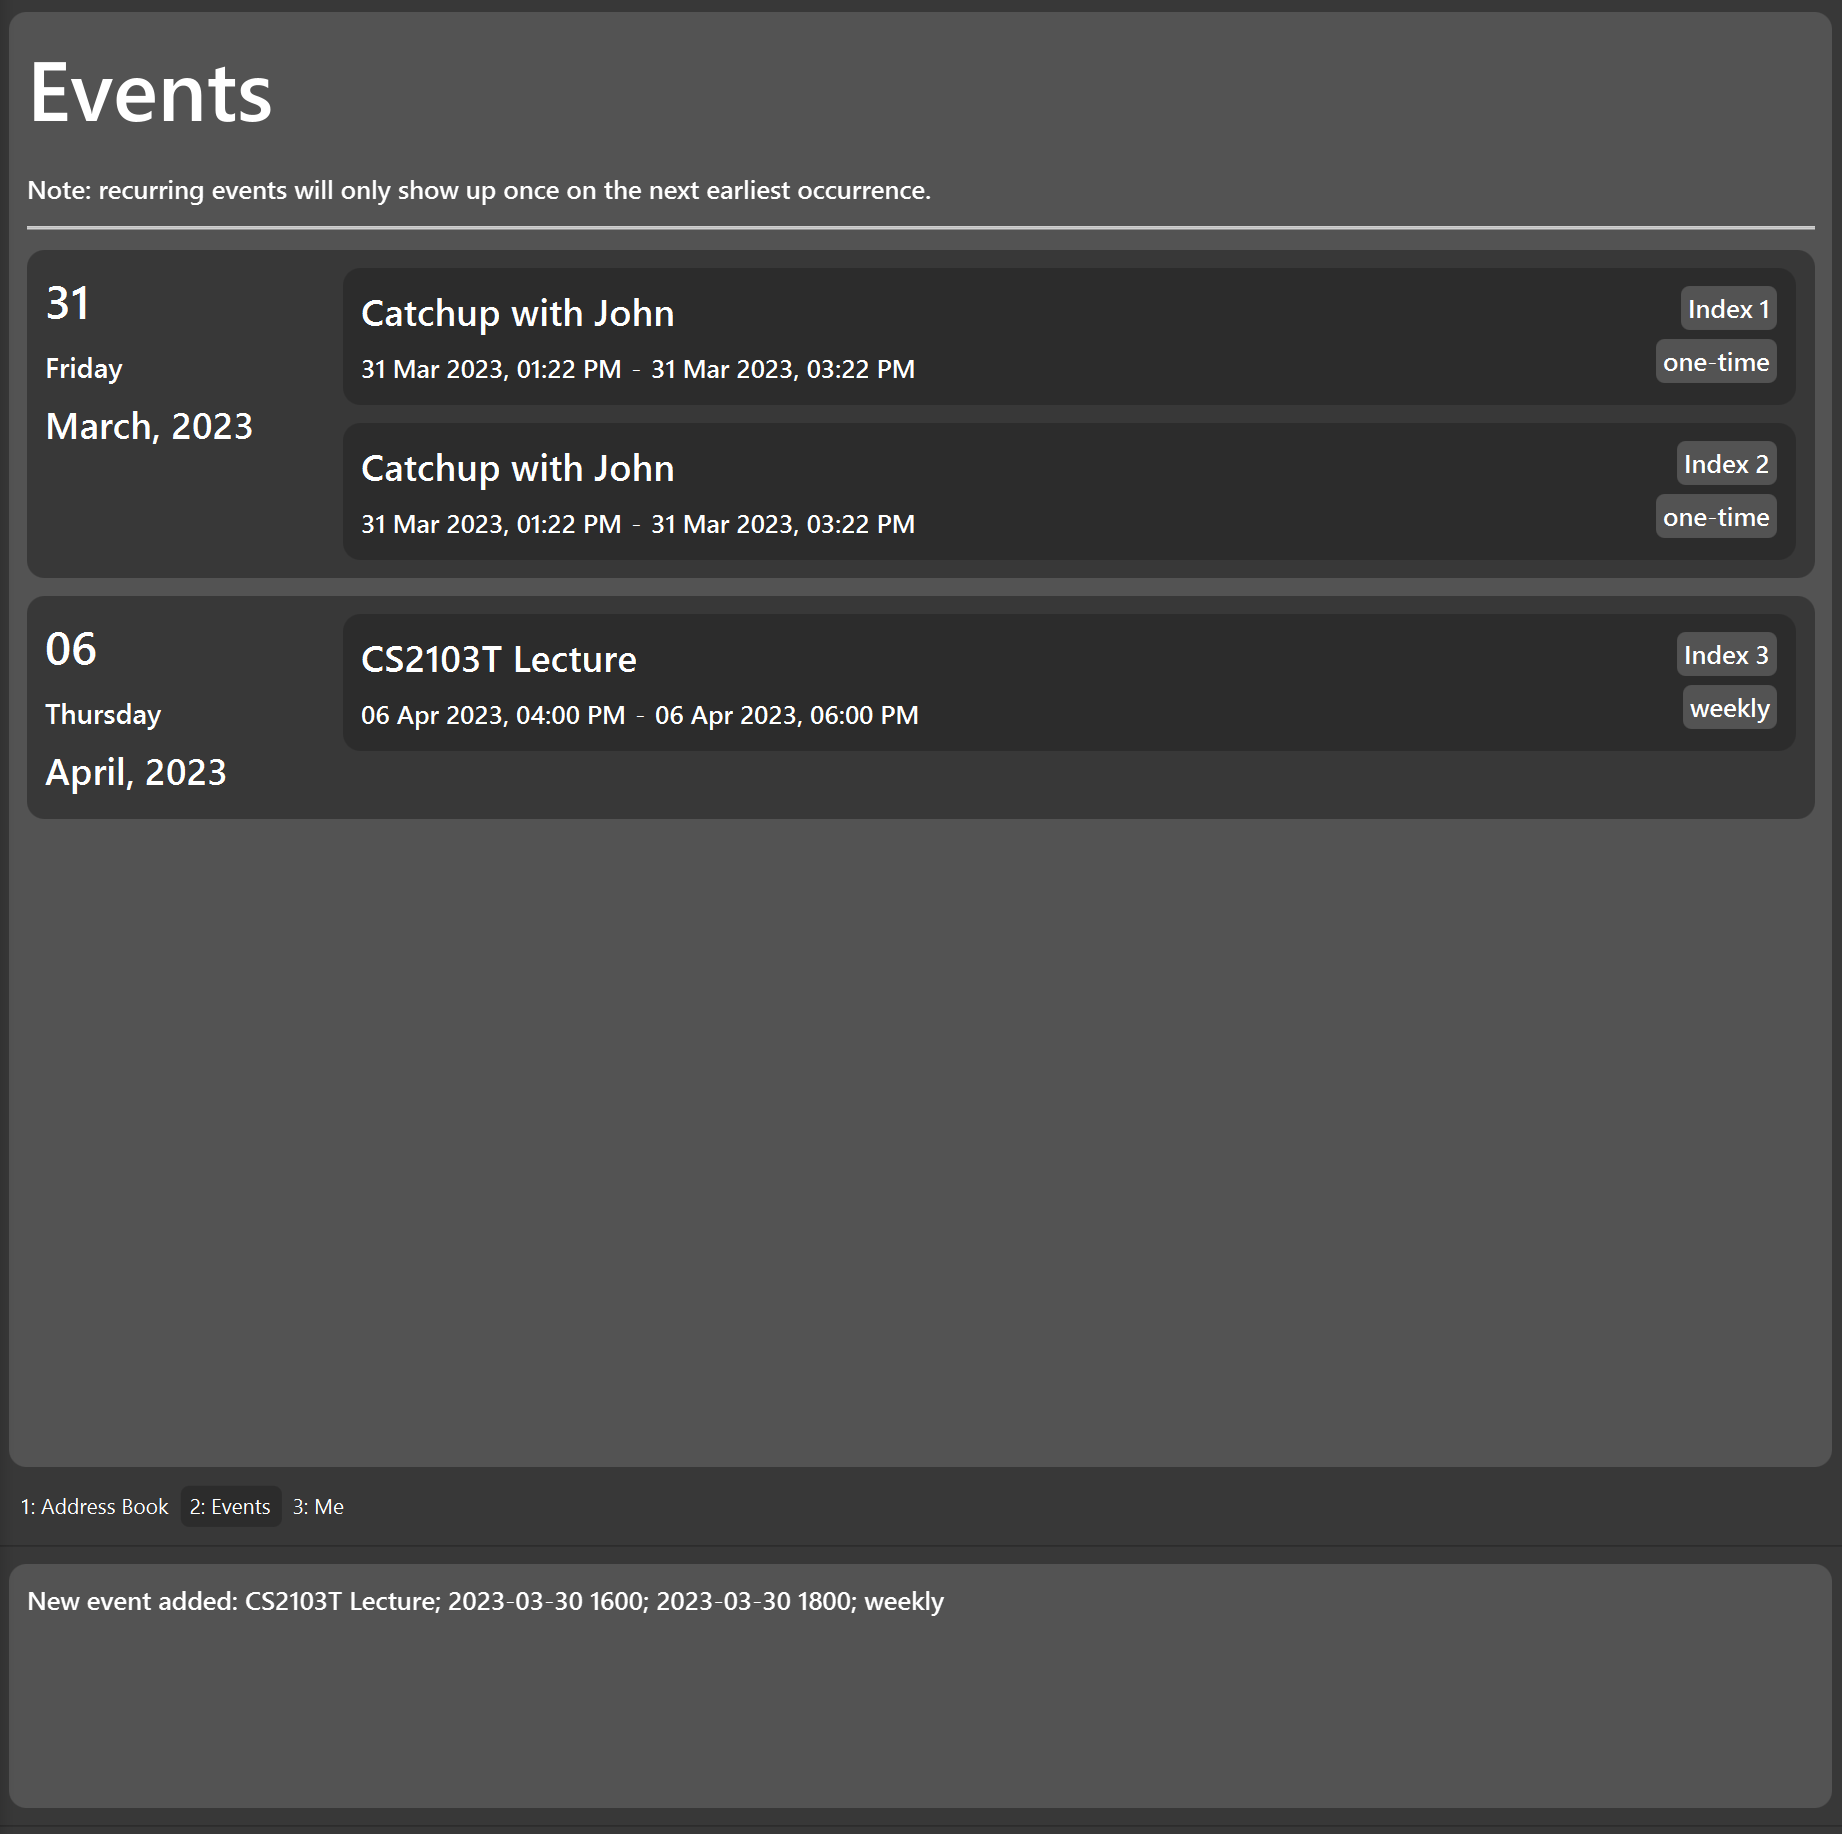 Events
Note: recurring events will only show up once on the next earliest occurrence.
31
Friday
March, 2023
Catchup with John
31 Mar 2023, 01:22 PM - 31 Mar 2023, 03:22 PM
Index 1
one-time
Catchup with John
31 Mar 2023, 01:22 PM - 31 Mar 2023, 03:22 PM
Index 2
one-time
06
Thursday
April, 2023
CS2103T Lecture
06 Apr 2023, 04:00 PM - 06 Apr 2023, 06:00 PM
Index 3
weekly
1: Address Book 2: Events 3: Me
New event added: CS2103T Lecture; 2023-03-30 1600; 2023-03-30 1800; weekly